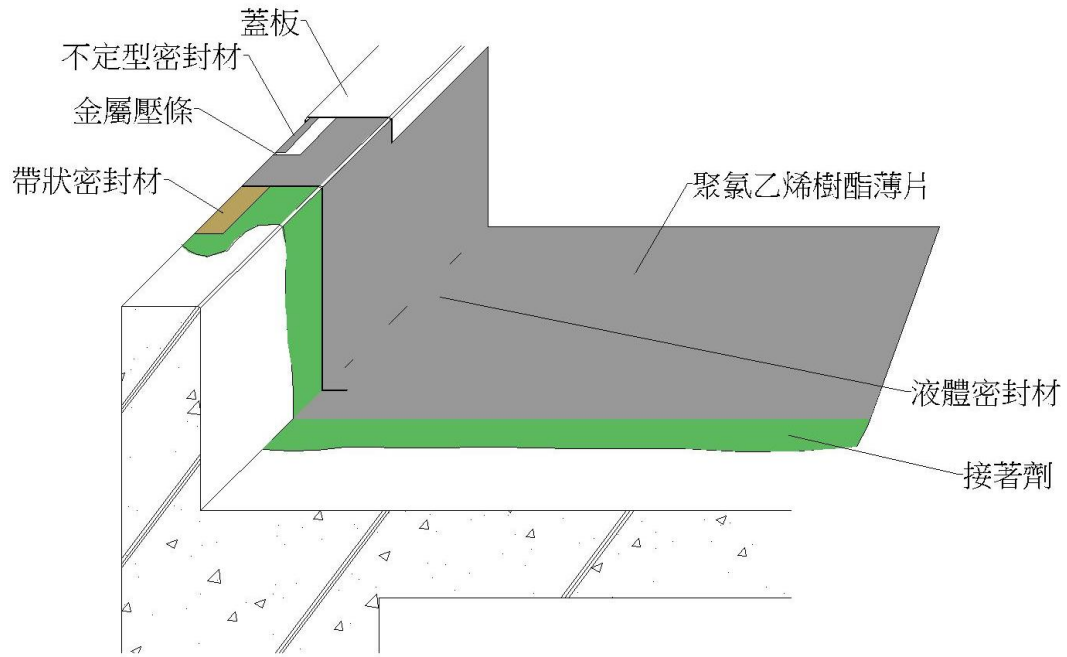 蓋板
不定型密封材
金屬壓條
帶狀密封材
聚氯乙烯樹酯薄片
液體密封材
接著劑